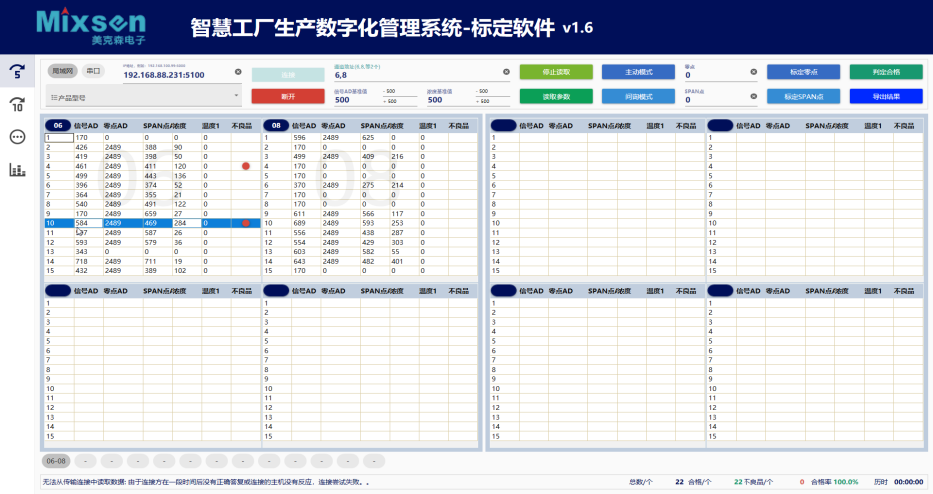 Mixsen
美克森电子
智慧工厂生产数字化管理系统-标定软件 v1.6
局域网 串口
192.168.88.231:5100
产品型号
连接
断开
6,8
信号AD基准值
500
- 500
+ 500
浓度基准值
500
- 500
+ 500
停止读取 主动模式
零点
0
标定零点 判定合格
读取参数 问询模式
SPAN点
0
标定SPAN点 导出结果
06 信号AD 零点AD SPAN点/浓度 温度1 不良品
1 170 0 0 0 0
2 426 2489 388 90 0
3 419 2489 398 50 0
4 461 2489 411 120 0
5 499 2489 443 136 0
6 396 2489 374 52 0
7 364 2489 355 21 0
8 540 2489 491 122 0
9 170 2489 659 27 0
10 584 2489 469 284 0
11 2489 587 26 0
12 593 2489 579 36 0
13 343 0 0 0 0
14 718 2489 711 19 0
15 432 2489 389 102 0
08 信号AD 零点AD SPAN点/浓度 温度1 不良品
1 596 2489 625 0 0
2 170 0 0 0 0
3 499 2489 409 216 0
4 170 0 0 0 0
5 170 0 0 0 0
6 370 2489 275 214 0
7 170 0 0 0 0
8 170 0 0 0 0
9 611 2489 566 117 0
10 689 2489 593 253 0
11 556 2489 438 287 0
12 554 2489 429 303 0
13 603 2489 582 55 0
14 643 2489 482 401 0
15 170 0 0 0 0
信号AD 零点AD SPAN点/浓度 温度1 不良品
1
2
3
4
5
6
7
8
9
10
11
12
13
14
15
信号AD 零点AD SPAN点/浓度 温度1 不良品
1
2
3
4
5
6
7
8
9
10
11
12
13
14
15
信号AD 零点AD SPAN点/浓度 温度1 不良品
1
2
3
4
5
6
7
8
9
10
11
12
13
14
15
信号AD 零点AD SPAN点/浓度 温度1 不良品
1
2
3
4
5
6
7
8
9
10
11
12
13
14
15
信号AD 零点AD SPAN点/浓度 温度1 不良品
1
2
3
4
5
6
7
8
9
10
11
12
13
14
15
信号AD 零点AD SPAN点/浓度 温度1 不良品
1
2
3
4
5
6
7
8
9
10
11
12
13
14
15
06-08 - - - - - - - - - - - -
无法从传输连接中读取数据: 由于连接方在一段时间后没有正确答复或连接的主机没有反应，连接尝试失败。。
总数/个 22 合格/个 22 不良品/个 0 合格率 100.0% 历时 00:00:00